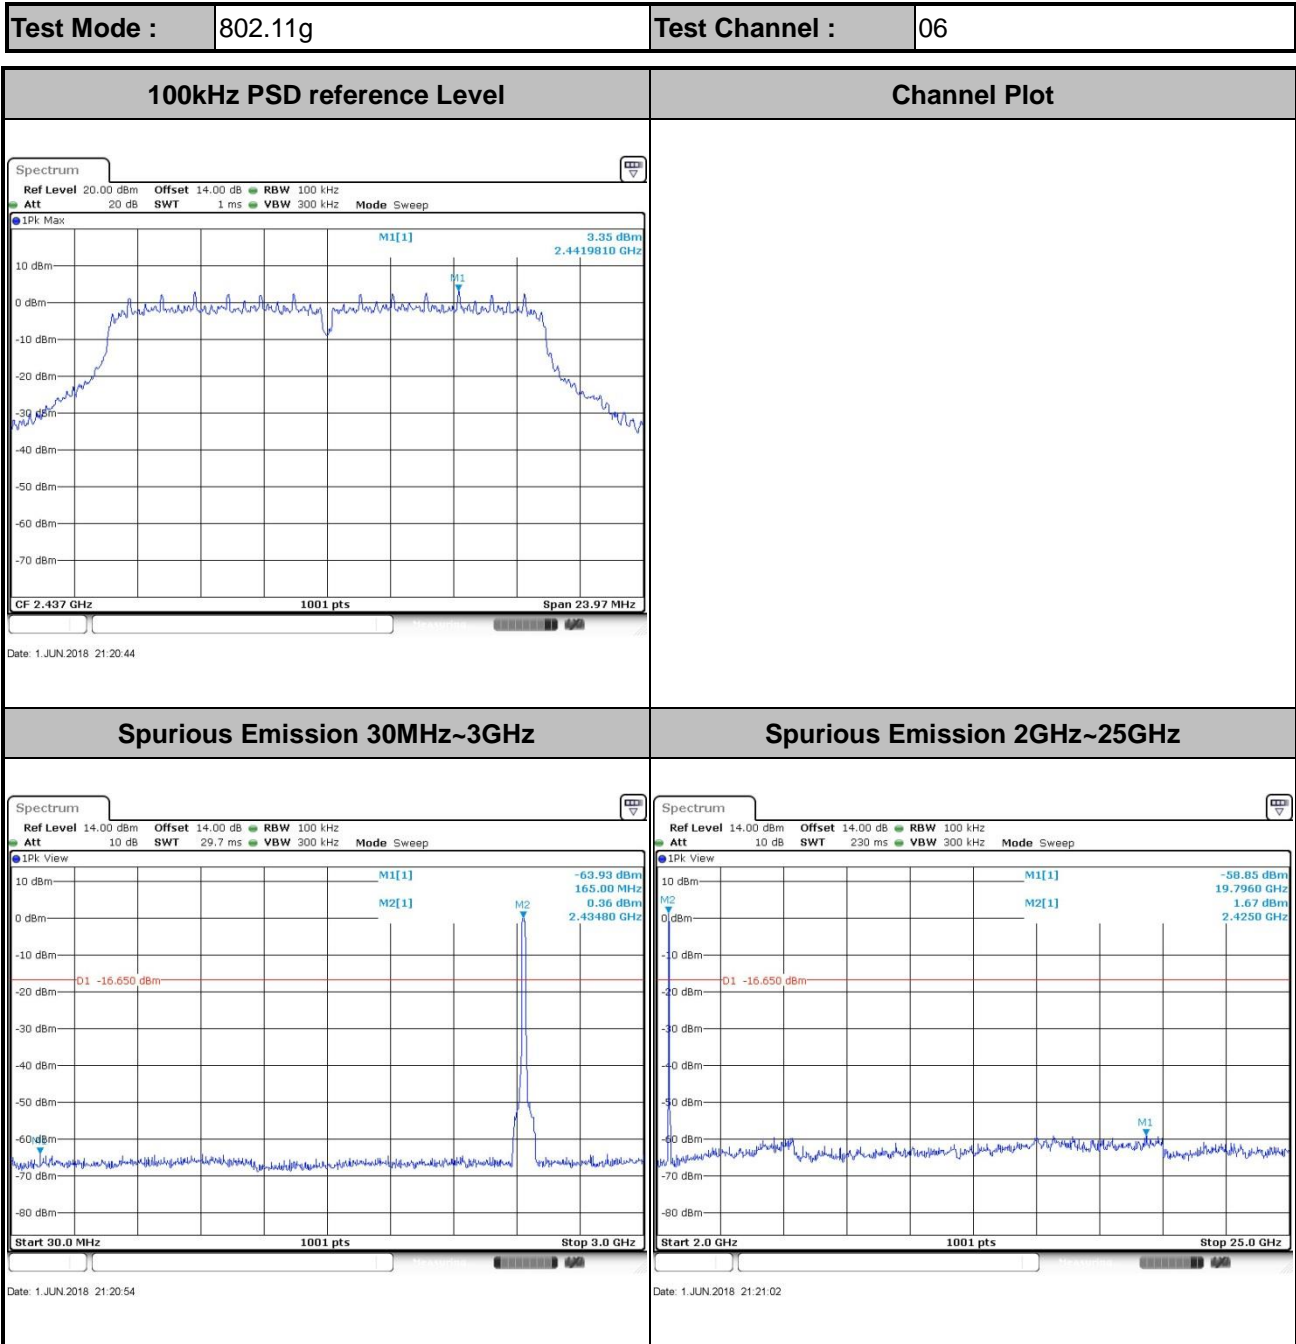 Test Mode : 802.11g Test Channel : 06
100kHz PSD reference Level Channel Plot
Spectrum
Ref Level 20.00 dBm Offset 14.00 dB RBW 100 kHz
Att 20 dB SWT 1 ms VBW 300 kHz Mode Sweep
1Pk Max
M1[1] 3.35 dBm
2.4419810 GHz
10 dBm
M1
0 dBm
-10 dBm
-20 dBm
-30 dBm
-40 dBm
-50 dBm
-60 dBm
-70 dBm
CF 2.437 GHz 1001 pts Span 23.97 MHz
Measuring
Date: 1.JUN.2018 21:20:44
Spurious Emission 30MHz~3GHz Spurious Emission 2GHz~25GHz
Spectrum
Ref Level 14.00 dBm Offset 14.00 dB RBW 100 kHz
Att 10 dB SWT 29.7 ms VBW 300 kHz Mode Sweep
1Pk View
M1[1] -63.93 dBm
165.00 MHz
10 dBm
M2[1] 0.36 dBm
2.43480 GHz
M2
0 dBm
-10 dBm
D1 -16.650 dBm
-20 dBm
-30 dBm
-40 dBm
-50 dBm
-60 dBm
-70 dBm
-80 dBm
Start 30.0 MHz 1001 pts Stop 3.0 GHz
Measuring
Date: 1.JUN.2018 21:20:54
Spectrum
Ref Level 14.00 dBm Offset 14.00 dB RBW 100 kHz
Att 10 dB SWT 230 ms VBW 300 kHz Mode Sweep
1Pk View
M1[1] -58.85 dBm
19.7960 GHz
10 dBm
M2[1] 1.67 dBm
2.4250 GHz
M2
0 dBm
-10 dBm
D1 -16.650 dBm
-20 dBm
-30 dBm
-40 dBm
-50 dBm
M1
-60 dBm
-70 dBm
-80 dBm
Start 2.0 GHz 1001 pts Stop 25.0 GHz
Measuring
Date: 1.JUN.2018 21:21:02